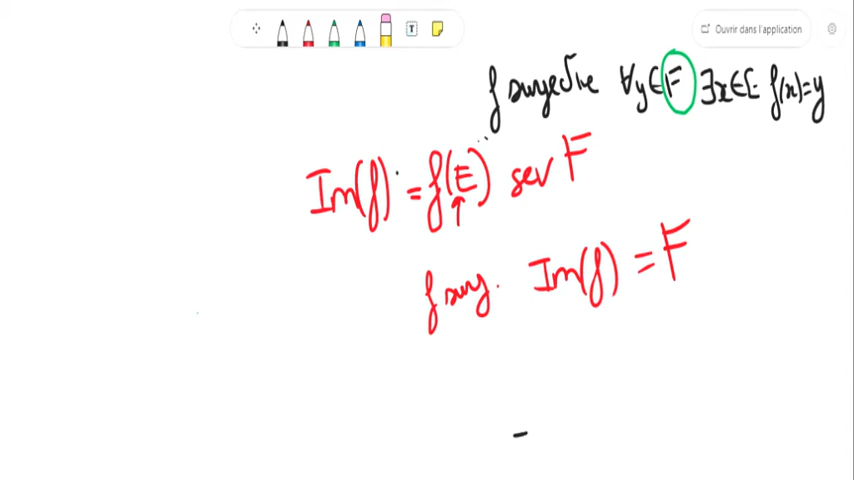 T
Ouvrir dans l'application
f surjective ∀y∈F ∃x∈E f(x)=y
Im(f) = f(E) sev F
f surj. Im(f) = F